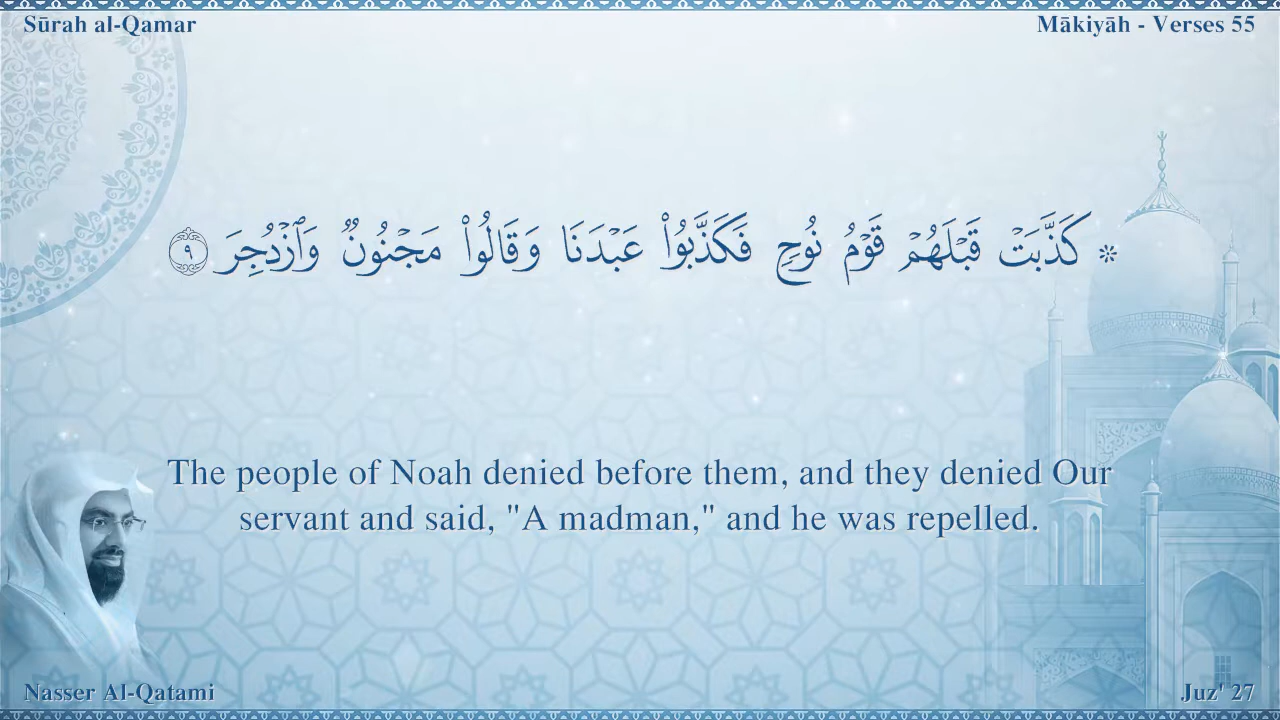 Sūrah al-Qamar
Mākiyāh - Verses 55
۞ كَذَّبَتْ قَبْلَهُمْ قَوْمُ نُوحٍ فَكَذَّبُوا۟ عَبْدَنَا وَقَالُوا۟ مَجْنُونٌ وَٱزْدُجِرَ ٩
The people of Noah denied before them, and they denied Our
servant and said, "A madman," and he was repelled.
Nasser Al-Qatami
Juz' 27